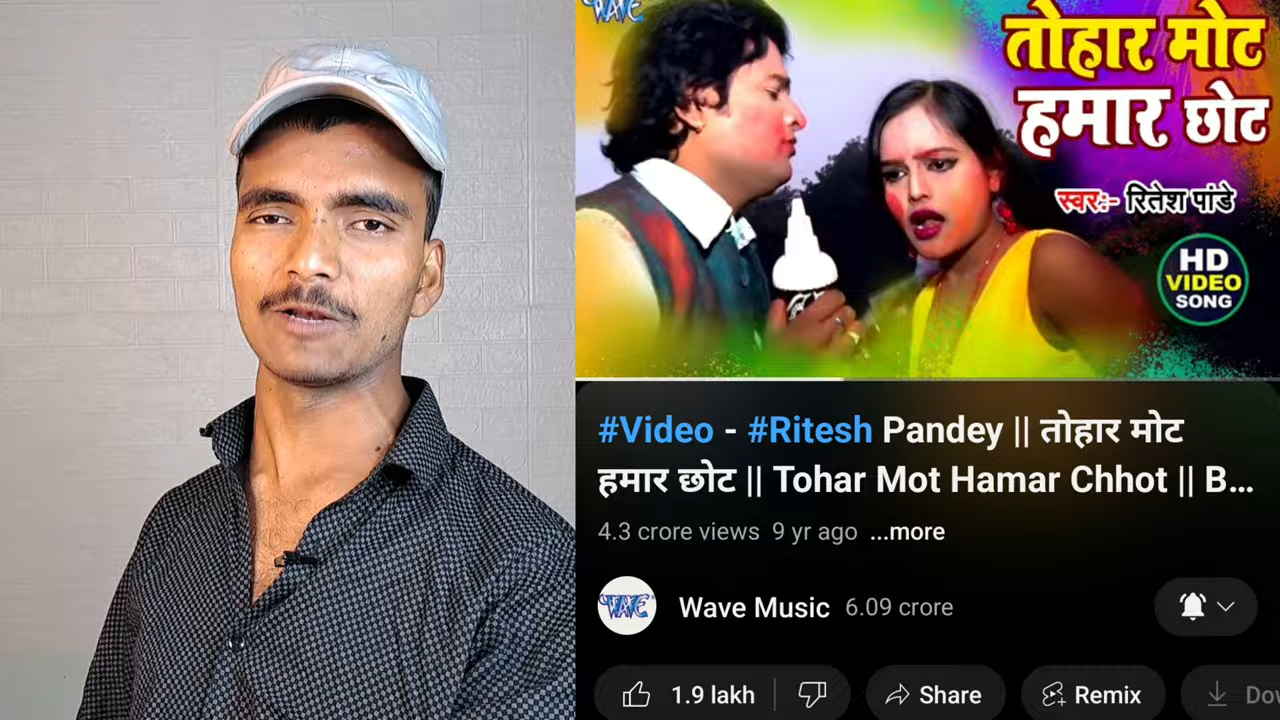 WAVE
तोहार मोट
हमार छोट
स्वरः- रितेश पांडे
HD
VIDEO
SONG
#Video - #Ritesh Pandey || तोहार मोट
हमार छोट || Tohar Mot Hamar Chhot || B...
4.3 crore views 9 yr ago ...more
WAVE
Wave Music 6.09 crore
1.9 lakh
Share
Remix
Do